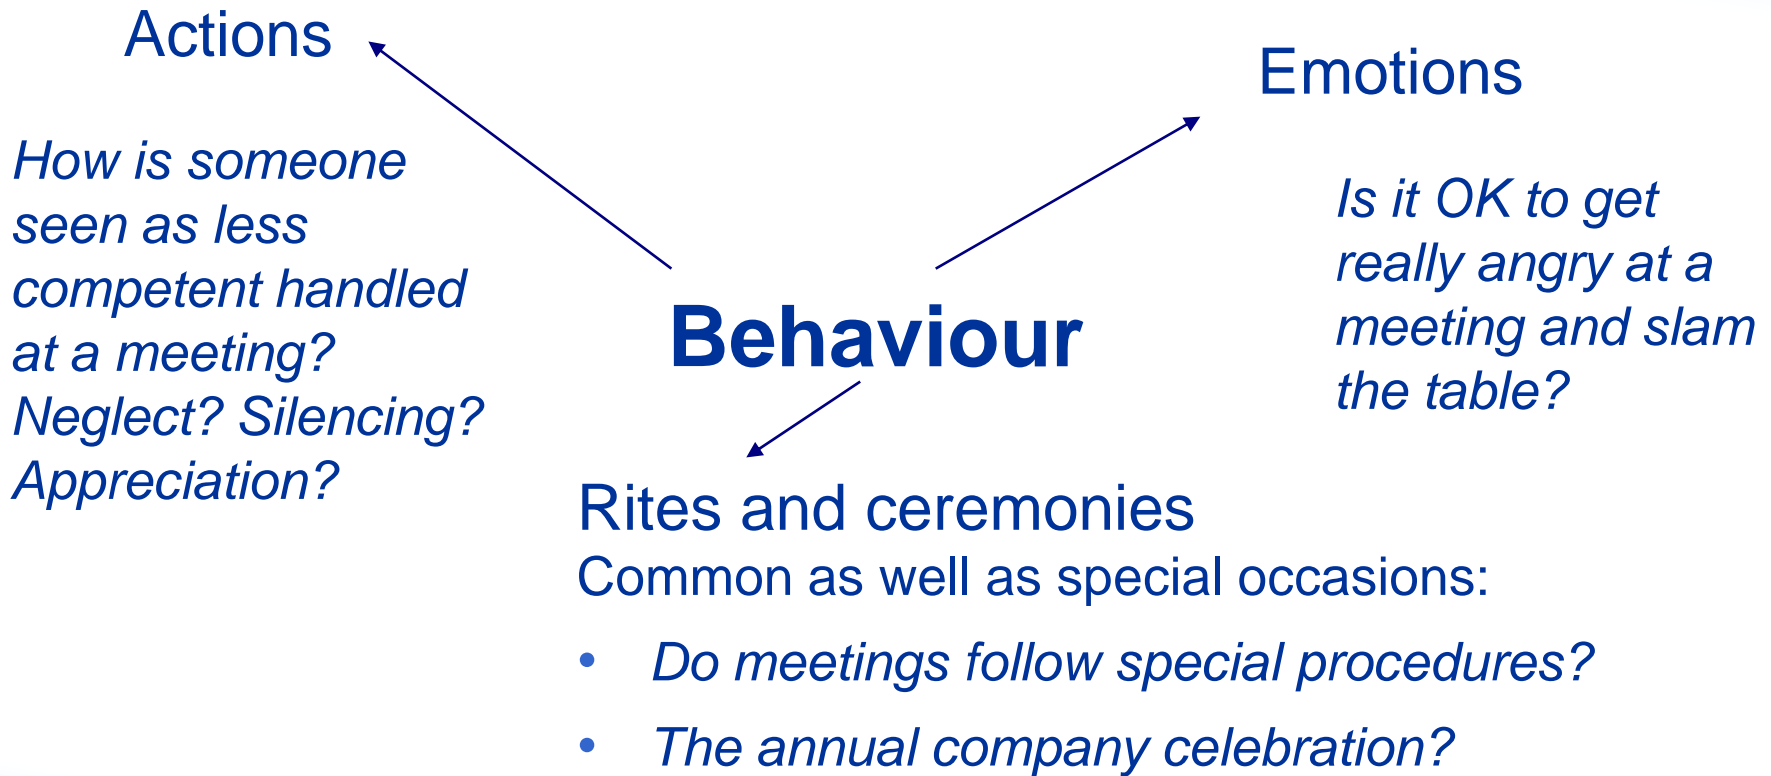 Actions
How is someone
seen as less
competent handled
at a meeting?
Neglect? Silencing?
Appreciation?
Emotions
Is it OK to get
really angry at a
meeting and slam
the table?
Behaviour
Rites and ceremonies
Common as well as special occasions:
• Do meetings follow special procedures?
• The annual company celebration?